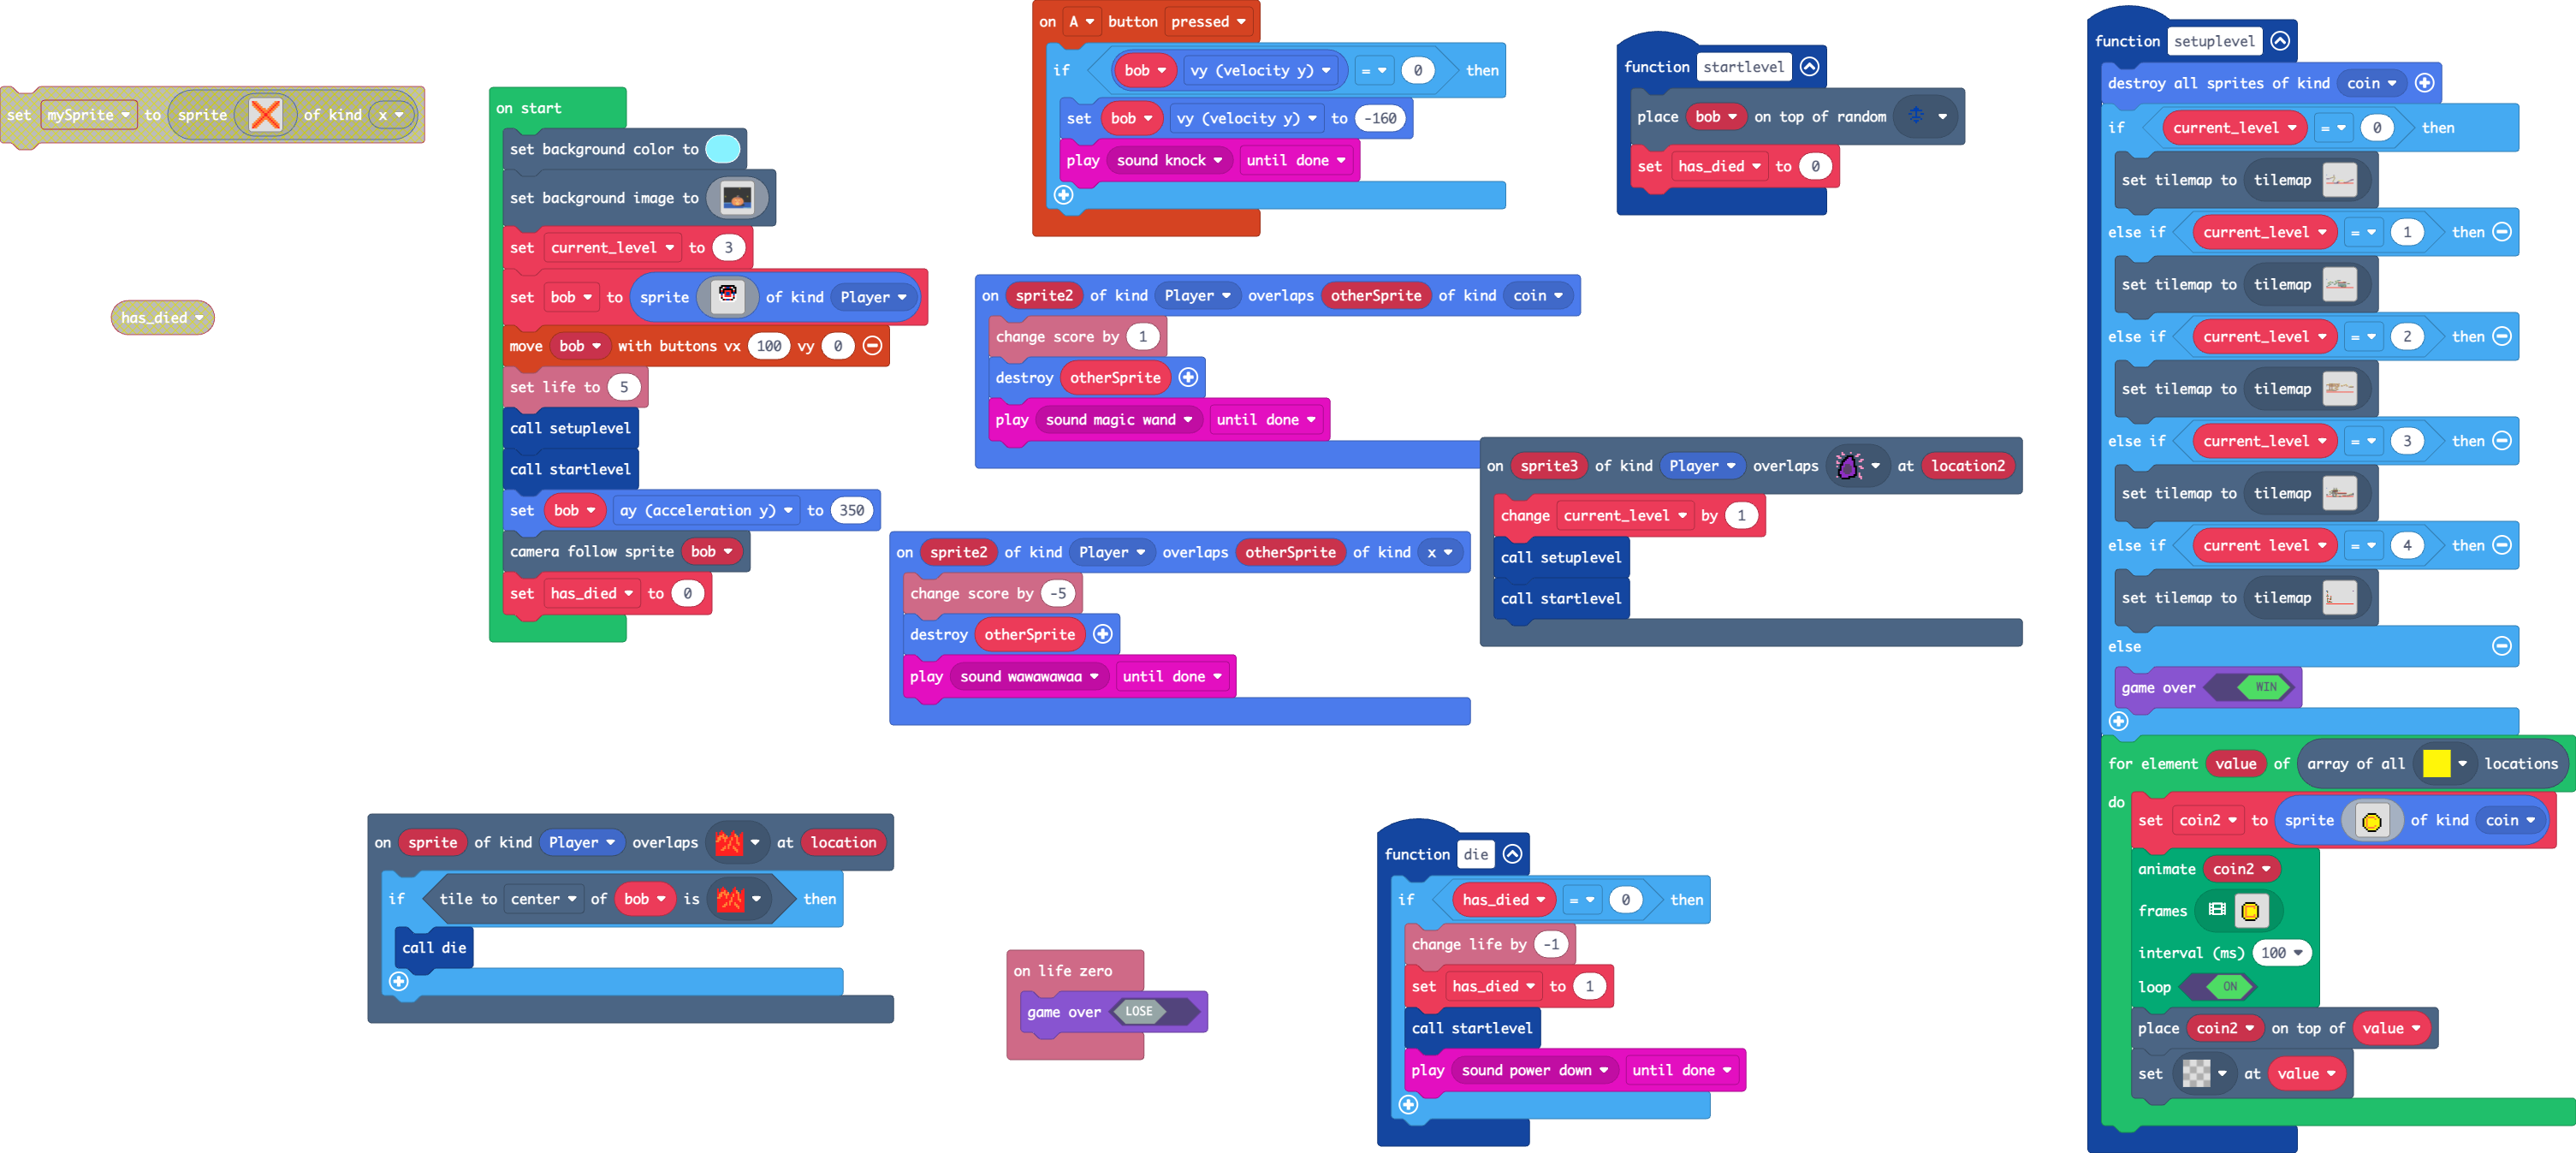 set mySprite to sprite of kind x
has_died
on start
set background color to
set background image to
set current_level to 3
set bob to sprite of kind Player
move bob with buttons vx 100 vy 0
set life to 5
call setuplevel
call startlevel
set bob ay (acceleration y) to 350
camera follow sprite bob
set has_died to 0
on A button pressed
if bob vy (velocity y) = 0 then
set bob vy (velocity y) to -160
play sound knock until done
function startlevel
place bob on top of random
set has_died to 0
on sprite2 of kind Player overlaps otherSprite of kind coin
change score by 1
destroy otherSprite
play sound magic wand until done
on sprite3 of kind Player overlaps at location2
change current_level by 1
call setuplevel
call startlevel
on sprite2 of kind Player overlaps otherSprite of kind x
change score by -5
destroy otherSprite
play sound wawawawaa until done
on sprite of kind Player overlaps at location
if tile to center of bob is then
call die
on life zero
game over LOSE
function die
if has_died = 0 then
change life by -1
set has_died to 1
call startlevel
play sound power down until done
function setuplevel
destroy all sprites of kind coin
if current_level = 0 then
set tilemap to tilemap
else if current_level = 1 then
set tilemap to tilemap
else if current_level = 2 then
set tilemap to tilemap
else if current_level = 3 then
set tilemap to tilemap
else if current level = 4 then
set tilemap to tilemap
else
game over WIN
for element value of array of all locations
do set coin2 to sprite of kind coin
animate coin2
frames
interval (ms) 100
loop ON
place coin2 on top of value
set at value